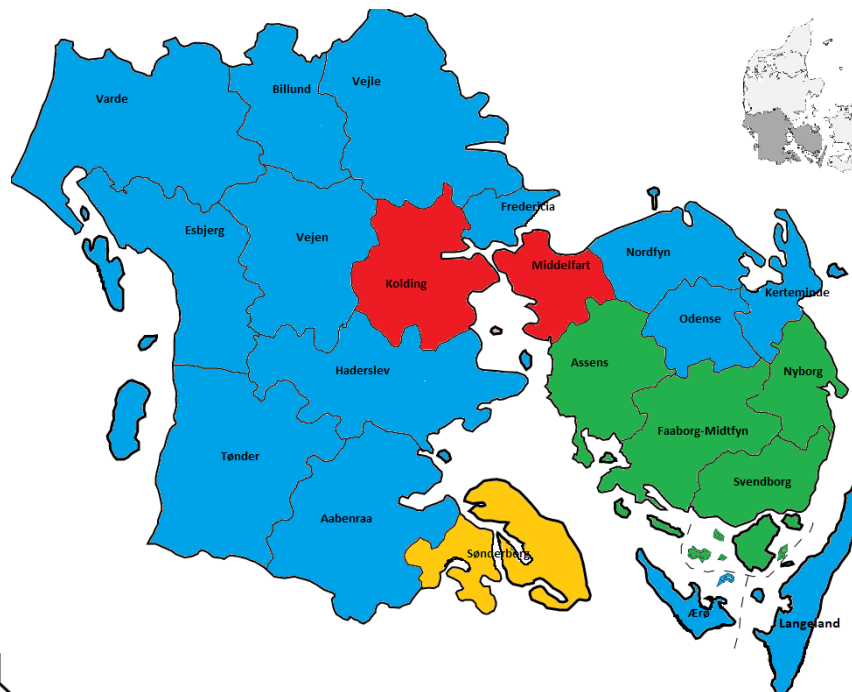 Varde
Billund
Vejle
Fredericia
Esbjerg
Vejen
Kolding
Middelfart
Nordfyn
Kerteminde
Odense
Assens
Nyborg
Haderslev
Faaborg-Midtfyn
Tønder
Svendborg
Aabenraa
Sønderborg
Ærø
Langeland